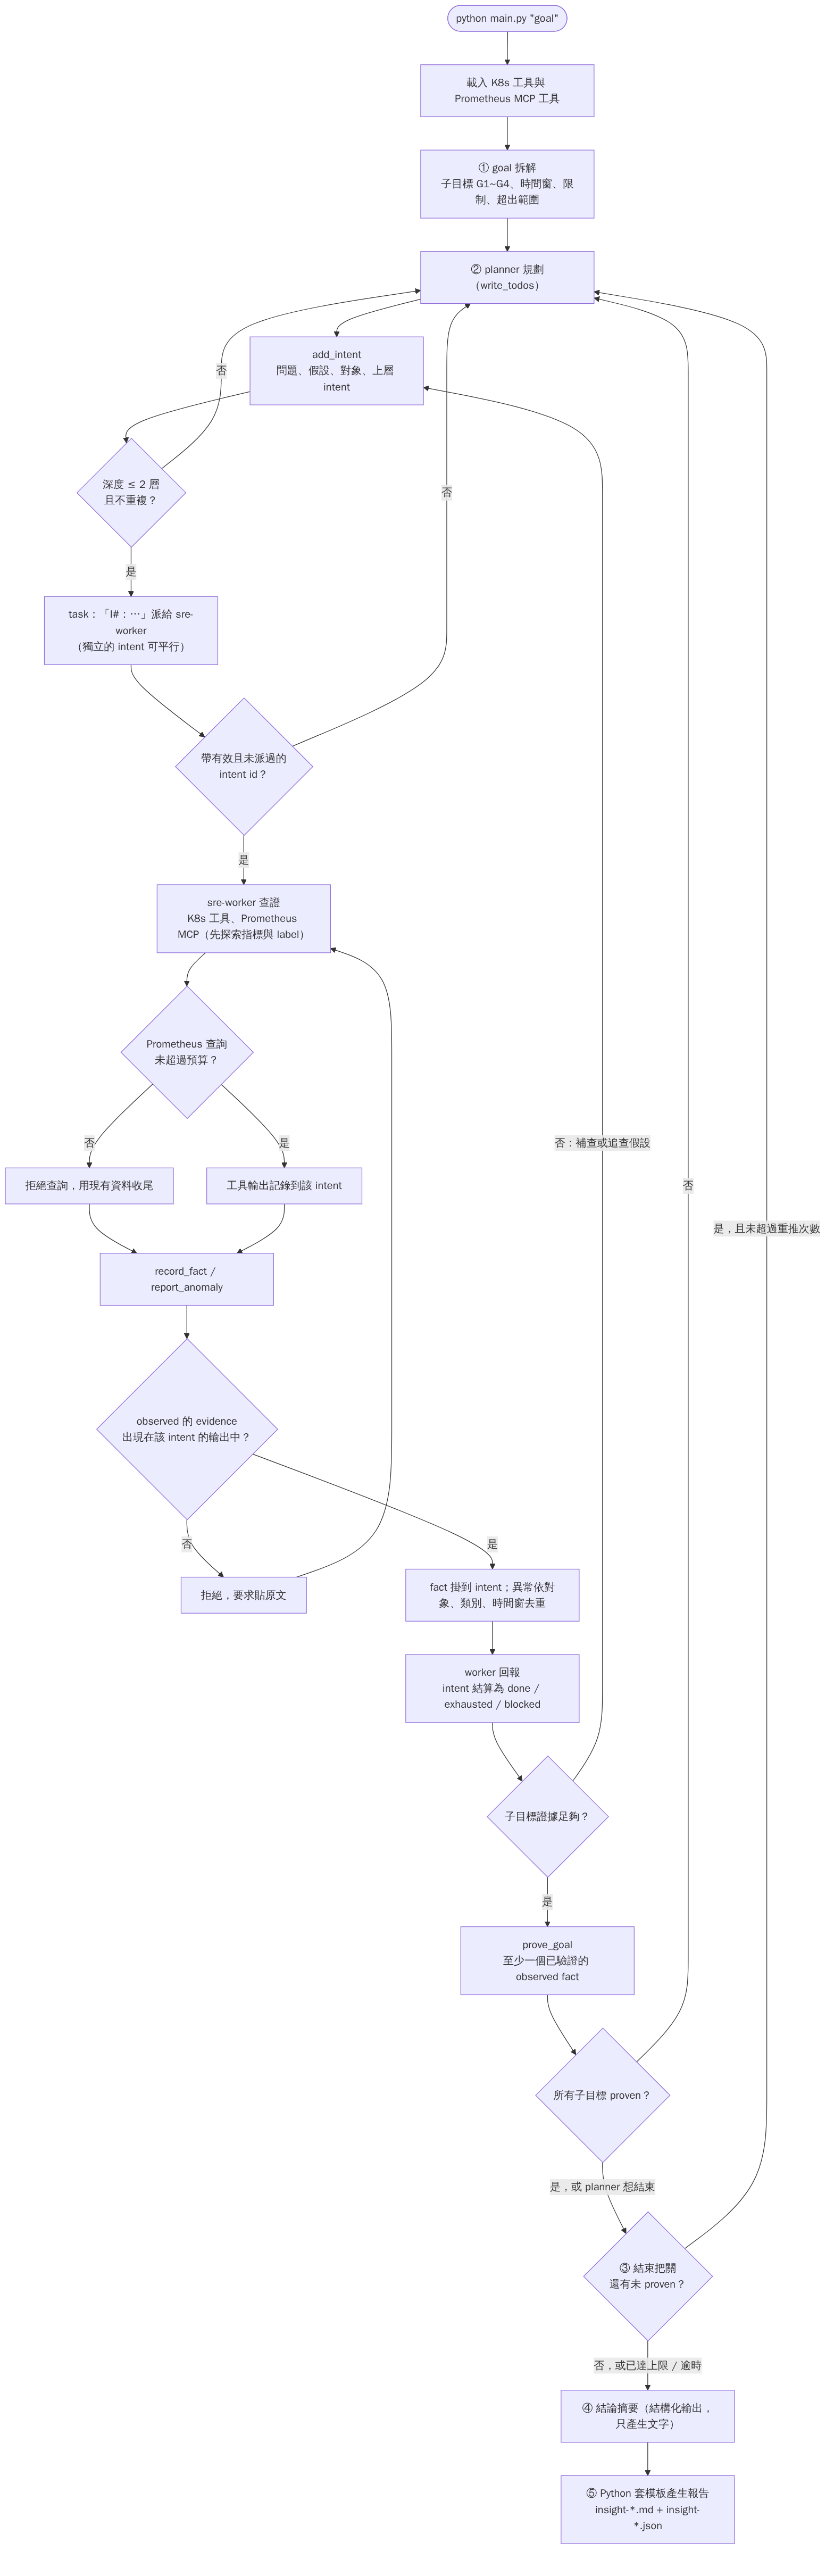 python main.py "goal"
載入 K8s 工具與
Prometheus MCP 工具
① goal 拆解
子目標 G1~G4、時間窗、限
制、超出範圍
② planner 規劃
（write_todos）
add_intent
問題、假設、對象、上層
intent
否
深度 ≤ 2 層
且不重複？
否
是
task：「I#：…」派給 sre-
worker
（獨立的 intent 可平行）
帶有效且未派過的
intent id？
是
sre-worker 查證
K8s 工具、Prometheus
MCP（先探索指標與 label）
Prometheus 查詢
未超過預算？
否
是
否：補查或追查假設
拒絕查詢，用現有資料收尾
工具輸出記錄到該 intent
否
是，且未超過重推次數
record_fact /
report_anomaly
observed 的 evidence
出現在該 intent 的輸出中？
否
是
拒絕，要求貼原文
fact 掛到 intent；異常依對
象、類別、時間窗去重
worker 回報
intent 結算為 done /
exhausted / blocked
子目標證據足夠？
是
prove_goal
至少一個已驗證的
observed fact
所有子目標 proven？
是，或 planner 想結束
③ 結束把關
還有未 proven？
否，或已達上限 / 逾時
④ 結論摘要（結構化輸出，
只產生文字）
⑤ Python 套模板產生報告
insight-*.md + insight-
*.json